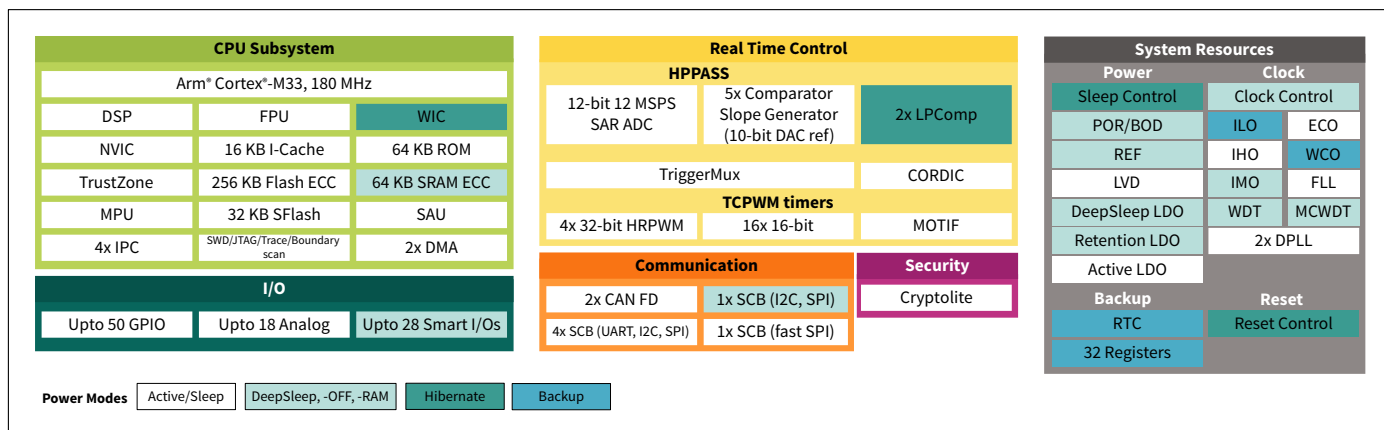 CPU Subsystem
Arm® Cortex®-M33, 180 MHz
DSP
FPU
WIC
NVIC
16 KB I-Cache
64 KB ROM
TrustZone
256 KB Flash ECC
64 KB SRAM ECC
MPU
32 KB SFlash
SAU
4x IPC
SWD/JTAG/Trace/Boundary
scan
2x DMA
I/O
Upto 50 GPIO
Upto 18 Analog
Upto 28 Smart I/Os
Real Time Control
HPPASS
12-bit 12 MSPS
SAR ADC
5x Comparator
Slope Generator
(10-bit DAC ref)
2x LPComp
TriggerMux
CORDIC
TCPWM timers
4x 32-bit HRPWM
16x 16-bit
MOTIF
Communication
2x CAN FD
1x SCB (I2C, SPI)
4x SCB (UART, I2C, SPI)
1x SCB (fast SPI)
Security
Cryptolite
System Resources
Power
Clock
Sleep Control
Clock Control
POR/BOD
ILO
ECO
REF
IHO
WCO
LVD
IMO
FLL
DeepSleep LDO
WDT
MCWDT
Retention LDO
2x DPLL
Active LDO
Backup
Reset
RTC
Reset Control
32 Registers
Power Modes
Active/Sleep
DeepSleep, -OFF, -RAM
Hibernate
Backup